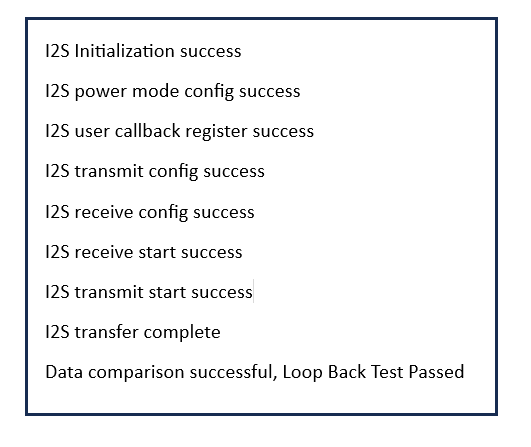 I2S Initialization success
I2S power mode config success
I2S user callback register success
I2S transmit config success
I2S receive config success
I2S receive start success
I2S transmit start success
I2S transfer complete
Data comparison successful, Loop Back Test Passed